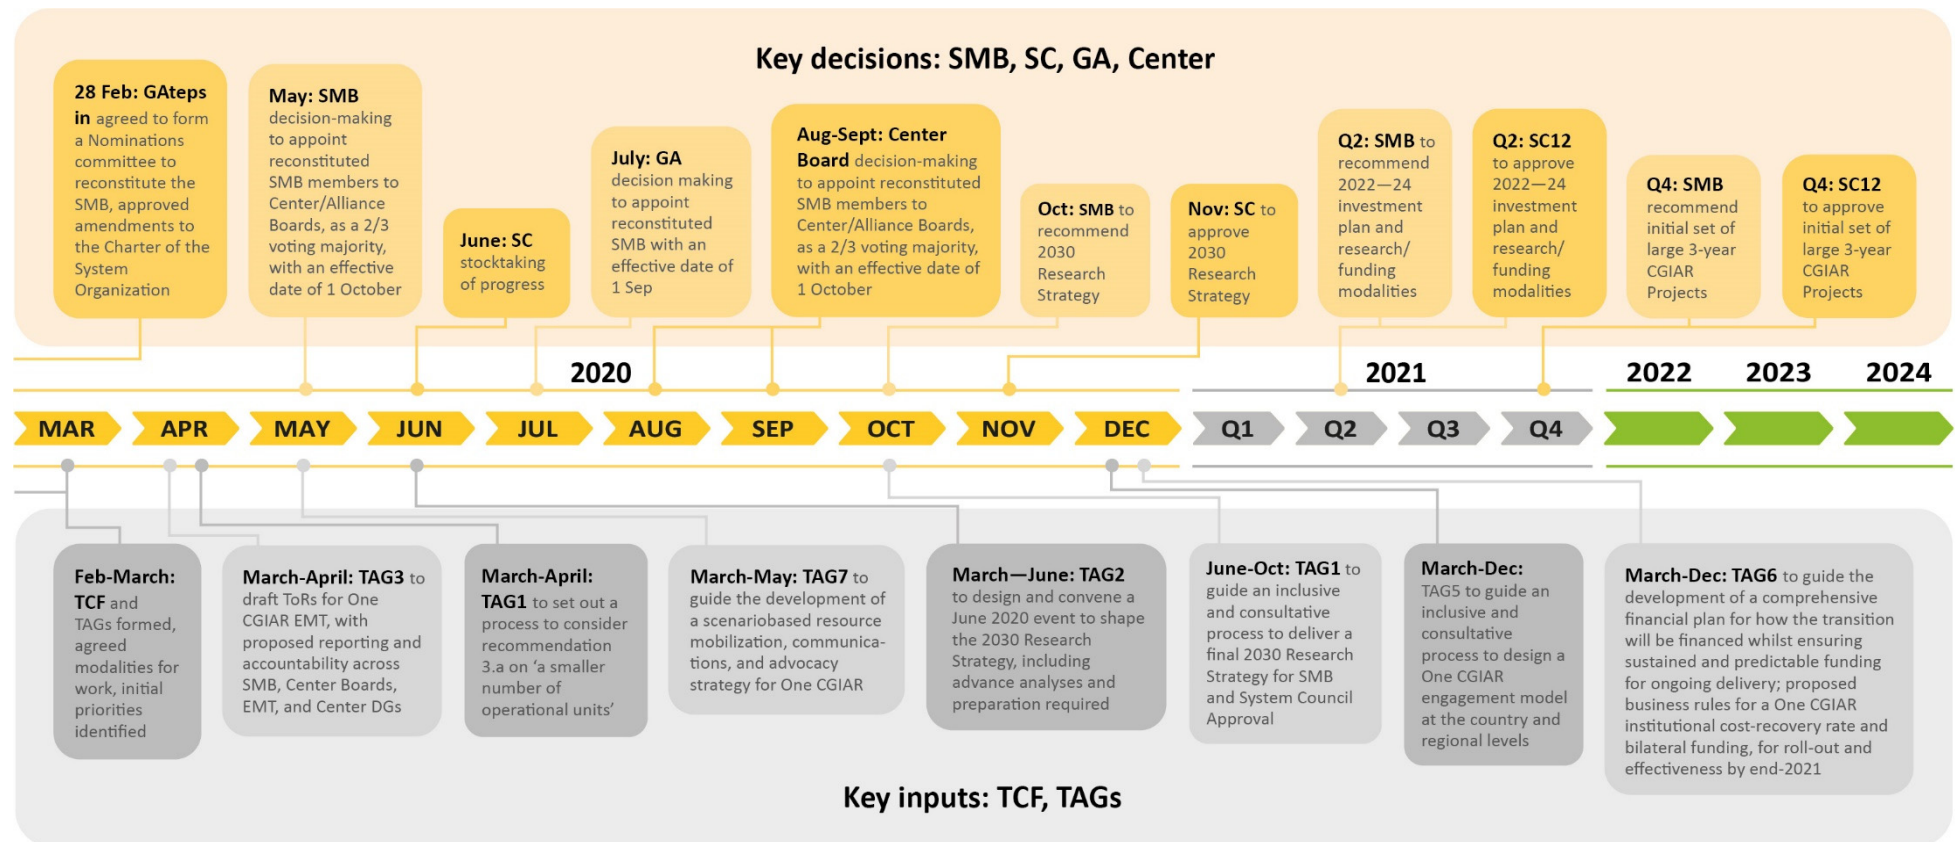 Key decisions: SMB, SC, GA, Center
28 Feb: GAteps
in agreed to form
a Nominations
committee to
reconstitute the
SMB, approved
amendments to
the Charter of the
System
Organization
May: SMB
decision-making
to appoint
reconstituted
SMB members to
Center/Alliance
Boards, as a 2/3
voting majority,
with an effective
date of 1 October
June: SC
stocktaking
of progress
July: GA
decision making
to appoint
reconstituted
SMB with an
effective date of
1 Sep
Aug-Sept: Center
Board decision-making
to appoint reconstituted
SMB members to
Center/Alliance Boards,
as a 2/3 voting majority,
with an effective date of
1 October
Oct: SMB to
recommend
2030
Research
Strategy
Nov: SC to
approve
2030
Research
Strategy
Q2: SMB to
recommend
2022—24
investment
plan and
research/
funding
modalities
Q2: SC12
to approve
2022—24
investment
plan and
research/
funding
modalities
Q4: SMB
recommend
initial set of
large 3-year
CGIAR
Projects
Q4: SC12
to approve
initial set of
large 3-year
CGIAR
Projects
2020
2021
2022
2023
2024
MAR
APR
MAY
JUN
JUL
AUG
SEP
OCT
NOV
DEC
Q1
Q2
Q3
Q4
Feb-March:
TCF and
TAGs formed,
agreed
modalities for
work, initial
priorities
identified
March-April: TAG3 to
draft ToRs for One
CGIAR EMT, with
proposed reporting and
accountability across
SMB, Center Boards,
EMT, and Center DGs
March-April:
TAG1 to set out a
process to consider
recommendation
3.a on ‘a smaller
number of
operational units’
March-May: TAG7 to
guide the development of
a scenariobased resource
mobilization, communica-
tions, and advocacy
strategy for One CGIAR
March—June: TAG2
to design and convene a
June 2020 event to shape
the 2030 Research
Strategy, including
advance analyses and
preparation required
June-Oct: TAG1 to
guide an inclusive
and consultative
process to deliver a
final 2030 Research
Strategy for SMB
and System Council
Approval
March-Dec:
TAG5 to guide an
inclusive and
consultative
process to design a
One CGIAR
engagement model
at the country and
regional levels
March-Dec: TAG6 to guide the
development of a comprehensive
financial plan for how the transition
will be financed whilst ensuring
sustained and predictable funding
for ongoing delivery; proposed
business rules for a One CGIAR
institutional cost-recovery rate and
bilateral funding, for roll-out and
effectiveness by end-2021
Key inputs: TCF, TAGs